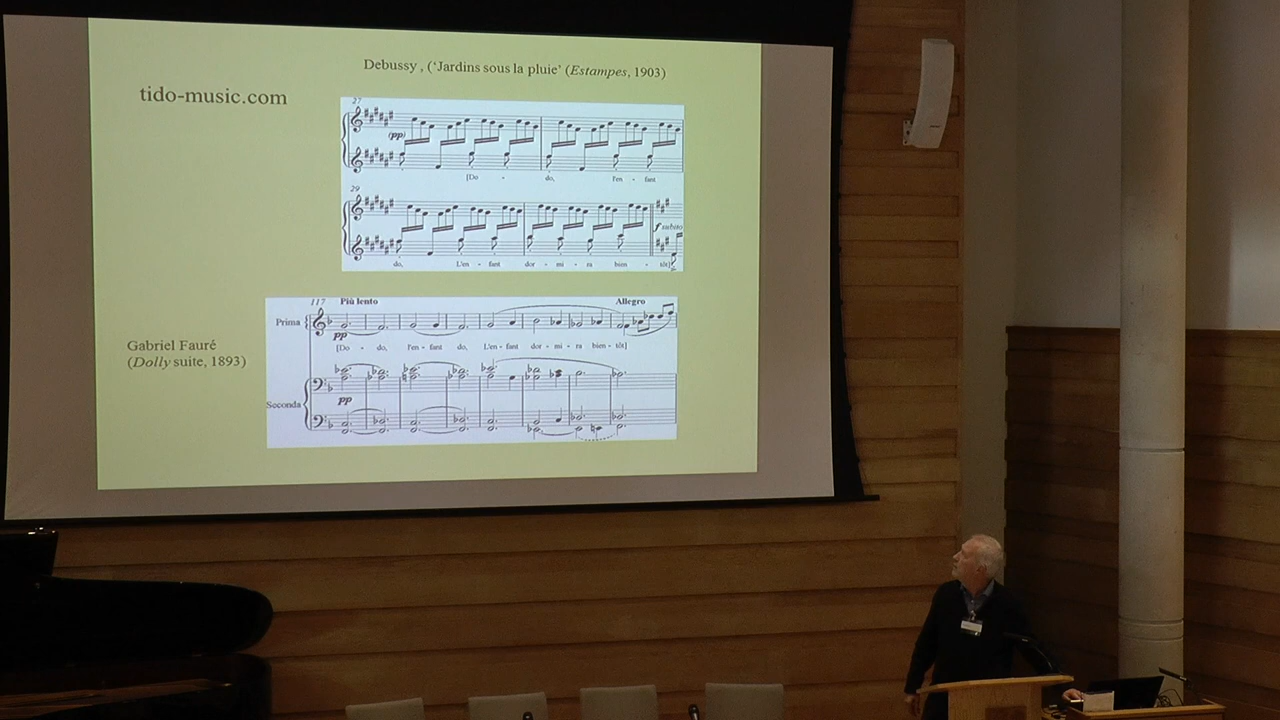 Debussy , ('Jardins sous la pluie' (Estampes, 1903)
tido-music.com
27
(pp)
[Do - do, l'en - fant
29
f subito
do, L'en - fant dor - mi - ra bien - tôt]
117 Più lento Allegro
Prima
pp
[Do - do, l'en - fant do, L'en - fant dor - mi - ra bien - tôt]
Gabriel Fauré
(Dolly suite, 1893)
pp
Seconda